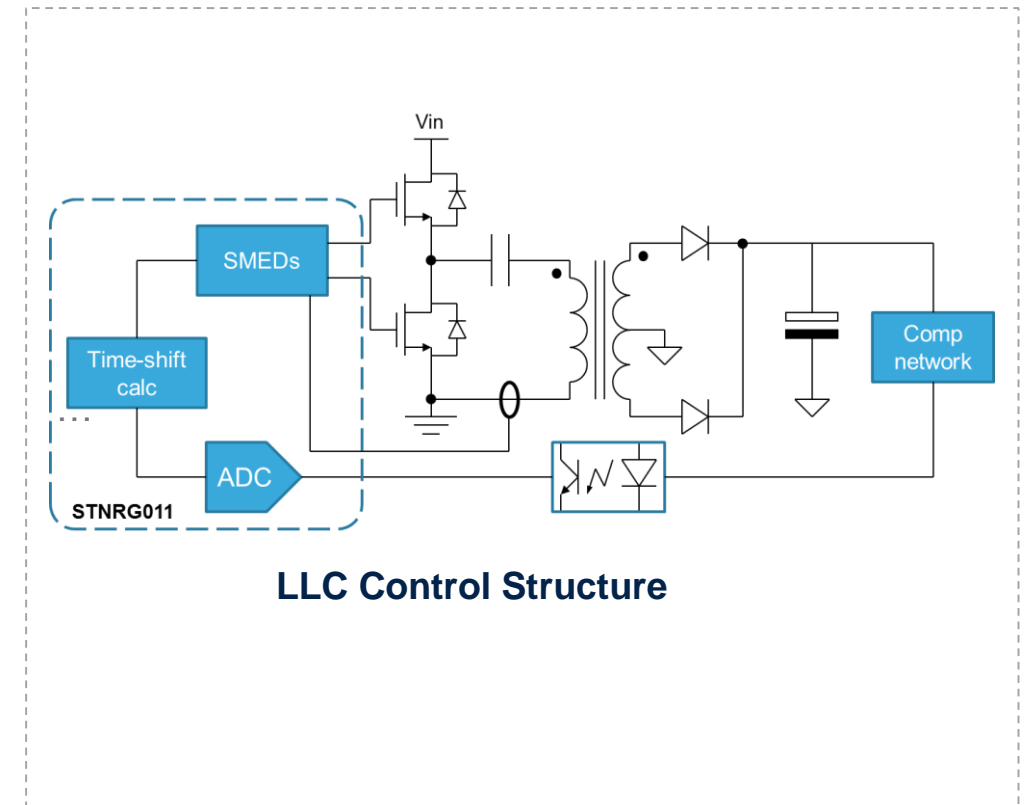 Vin
SMEDs
Time-shift
calc
...
Comp
network
ADC
STNRG011
LLC Control Structure